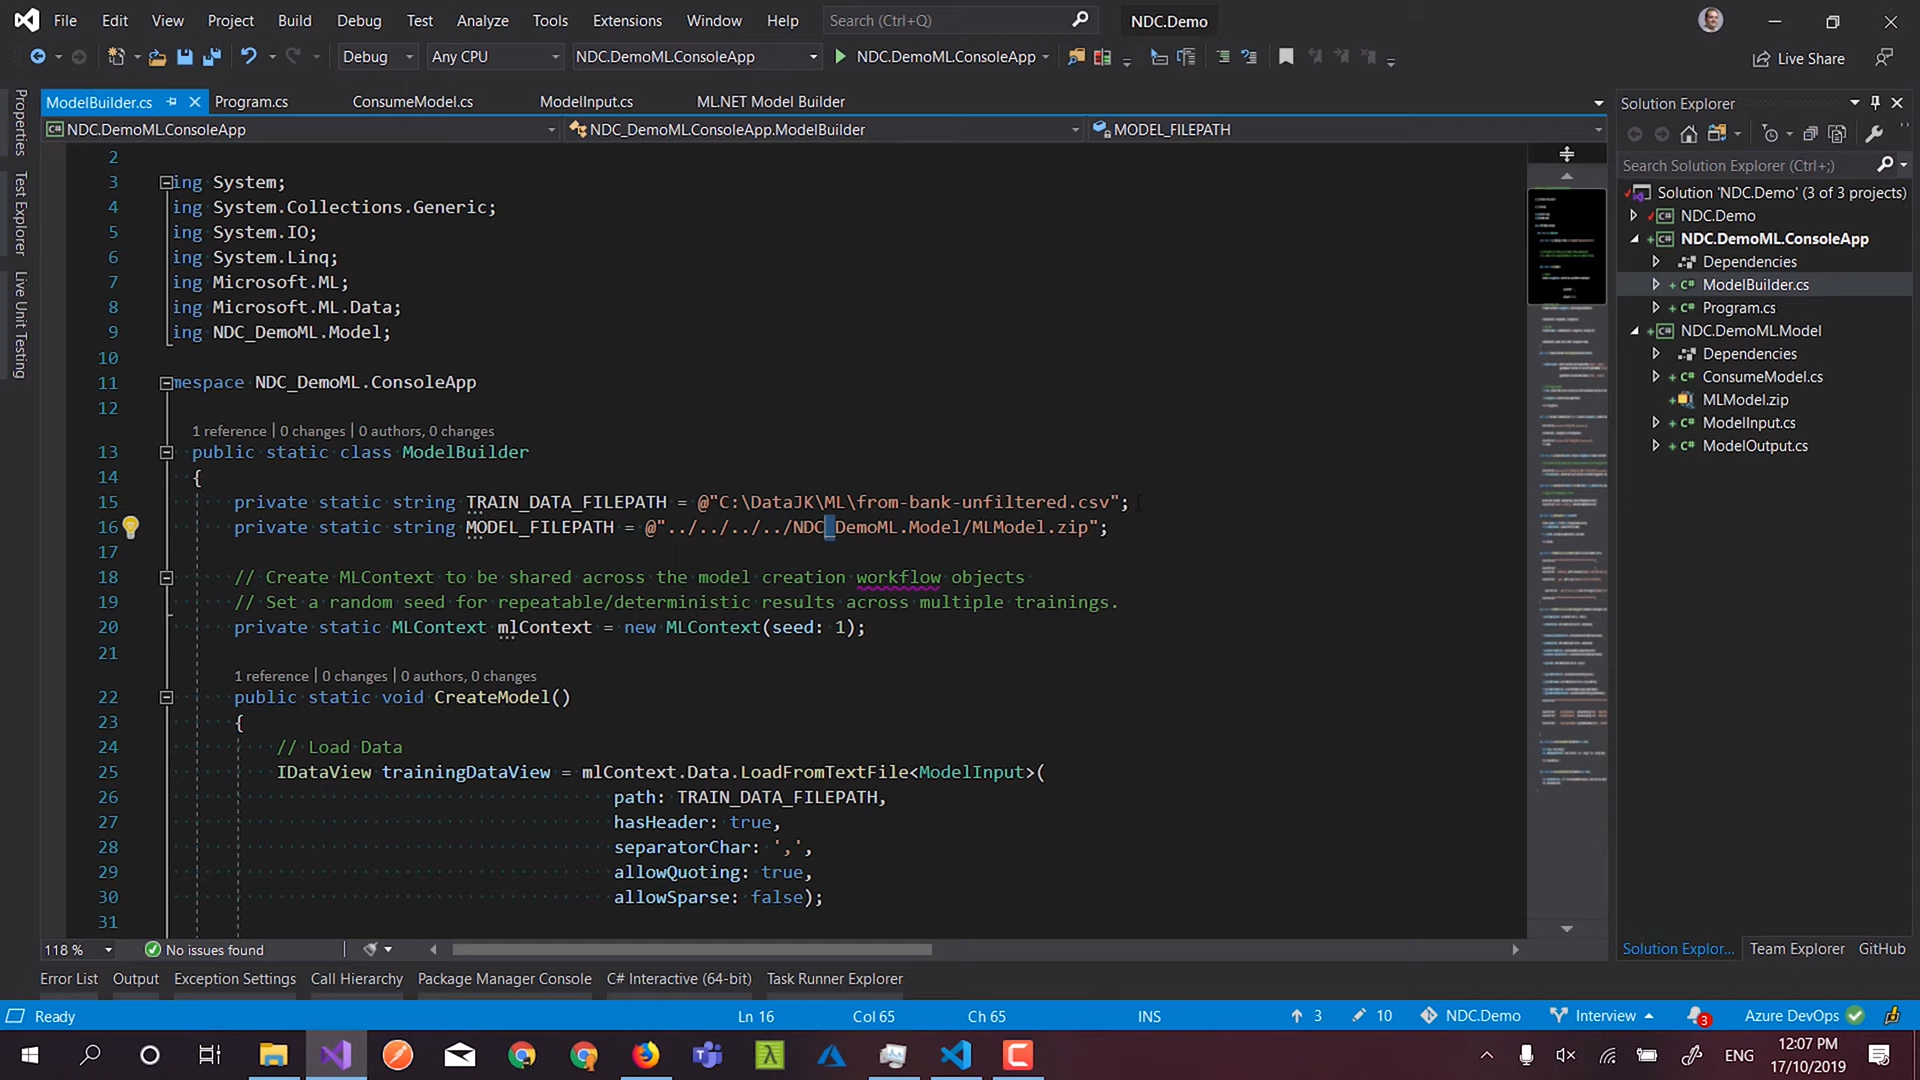 File Edit View Project Build Debug Test Analyze Tools Extensions Window Help Search (Ctrl+Q) NDC.Demo
Debug Any CPU NDC.DemoML.ConsoleApp NDC.DemoML.ConsoleApp Live Share
Properties
Test Explorer
Live Unit Testing
ModelBuilder.cs Program.cs ConsumeModel.cs ModelInput.cs ML.NET Model Builder
NDC.DemoML.ConsoleApp NDC_DemoML.ConsoleApp.ModelBuilder MODEL_FILEPATH
2
3 ing System;
4 ing System.Collections.Generic;
5 ing System.IO;
6 ing System.Linq;
7 ing Microsoft.ML;
8 ing Microsoft.ML.Data;
9 ing NDC_DemoML.Model;
10
11 mespace NDC_DemoML.ConsoleApp
12
1 reference | 0 changes | 0 authors, 0 changes
13 public static class ModelBuilder
14 {
15 private static string TRAIN_DATA_FILEPATH = @"C:\DataJK\ML\from-bank-unfiltered.csv";
16 private static string MODEL_FILEPATH = @"../../../../NDC_DemoML.Model/MLModel.zip";
17
18 // Create MLContext to be shared across the model creation workflow objects
19 // Set a random seed for repeatable/deterministic results across multiple trainings.
20 private static MLContext mlContext = new MLContext(seed: 1);
21
1 reference | 0 changes | 0 authors, 0 changes
22 public static void CreateModel()
23 {
24 // Load Data
25 IDataView trainingDataView = mlContext.Data.LoadFromTextFile<ModelInput>(
26 path: TRAIN_DATA_FILEPATH,
27 hasHeader: true,
28 separatorChar: ',',
29 allowQuoting: true,
30 allowSparse: false);
31
118 % No issues found
Solution Explorer
Search Solution Explorer (Ctrl+;)
Solution 'NDC.Demo' (3 of 3 projects)
NDC.Demo
NDC.DemoML.ConsoleApp
Dependencies
ModelBuilder.cs
Program.cs
NDC.DemoML.Model
Dependencies
ConsumeModel.cs
MLModel.zip
ModelInput.cs
ModelOutput.cs
Solution Explor... Team Explorer GitHub
Error List Output Exception Settings Call Hierarchy Package Manager Console C# Interactive (64-bit) Task Runner Explorer
Ready Ln 16 Col 65 Ch 65 INS 3 10 NDC.Demo Interview 3 Azure DevOps
ENG 12:07 PM
17/10/2019